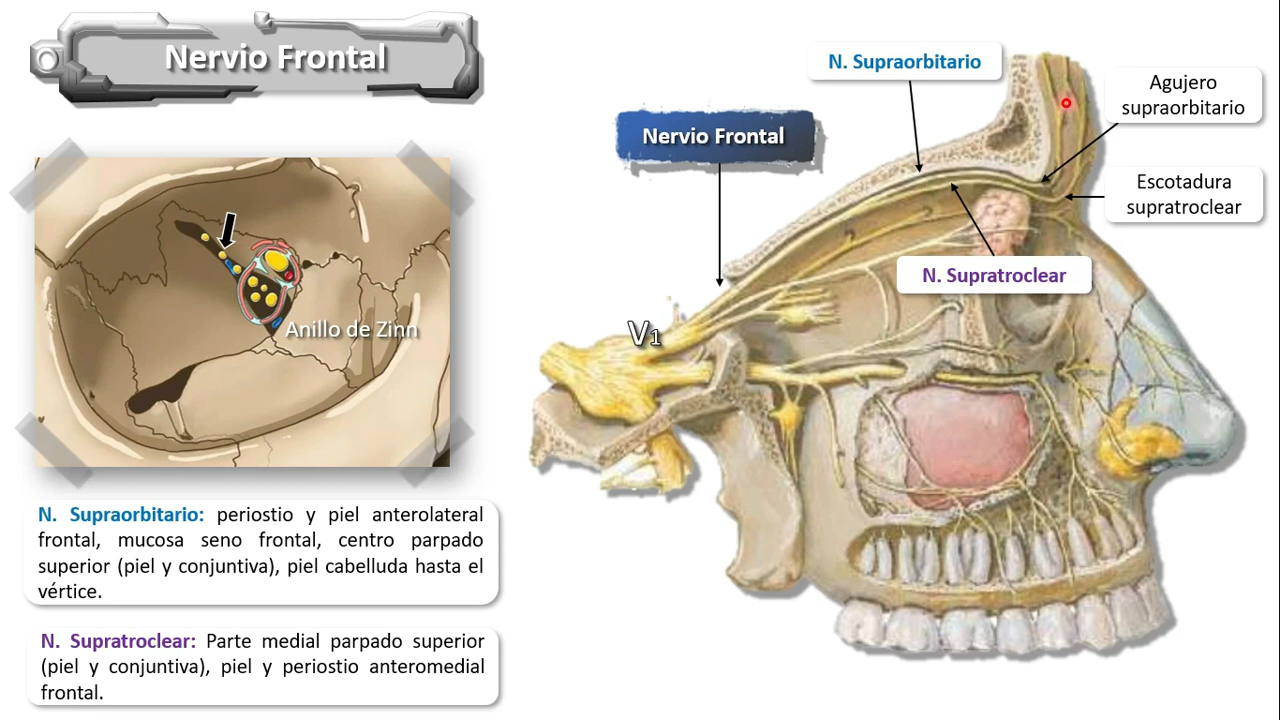 Nervio Frontal
Anillo de Zinn
N. Supraorbitario: periostio y piel anterolateral
frontal, mucosa seno frontal, centro parpado
superior (piel y conjuntiva), piel cabelluda hasta el
vértice.
N. Supratroclear: Parte medial parpado superior
(piel y conjuntiva), piel y periostio anteromedial
frontal.
N. Supraorbitario
Nervio Frontal
Agujero
supraorbitario
Escotadura
supratroclear
N. Supratroclear
V1